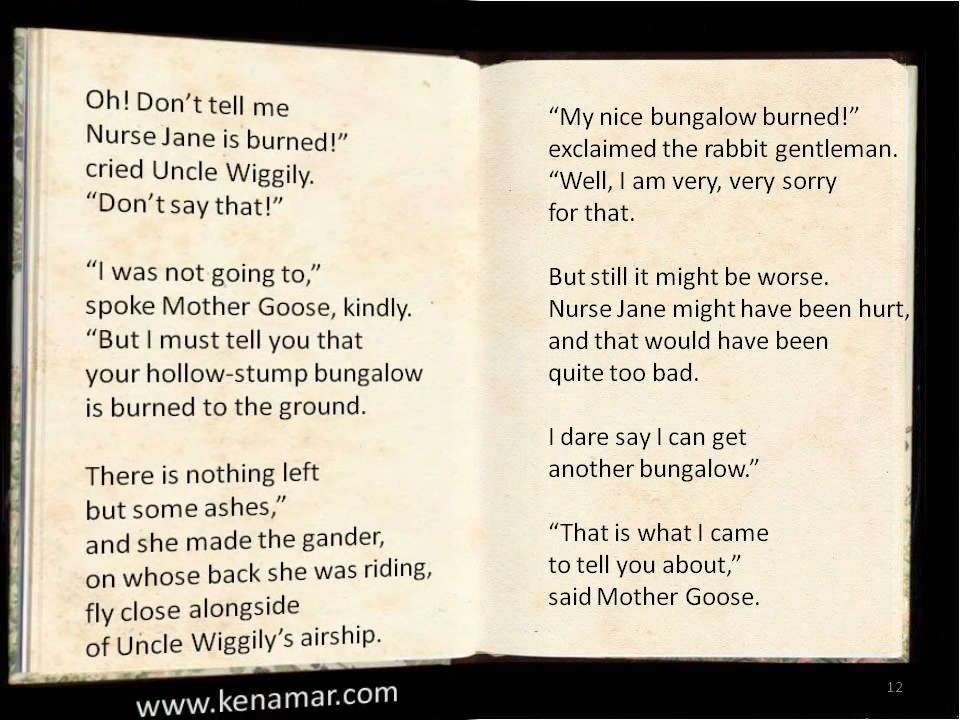 Oh! Don’t tell me
Nurse Jane is burned!”
cried Uncle Wiggily.
“Don’t say that!”
“I was not going to,”
spoke Mother Goose, kindly.
“But I must tell you that
your hollow-stump bungalow
is burned to the ground.
There is nothing left
but some ashes,”
and she made the gander,
on whose back she was riding,
fly close alongside
of Uncle Wiggily’s airship.
“My nice bungalow burned!”
exclaimed the rabbit gentleman.
“Well, I am very, very sorry
for that.
But still it might be worse.
Nurse Jane might have been hurt,
and that would have been
quite too bad.
I dare say I can get
another bungalow.”
“That is what I came
to tell you about,”
said Mother Goose.
www.kenamar.com
12